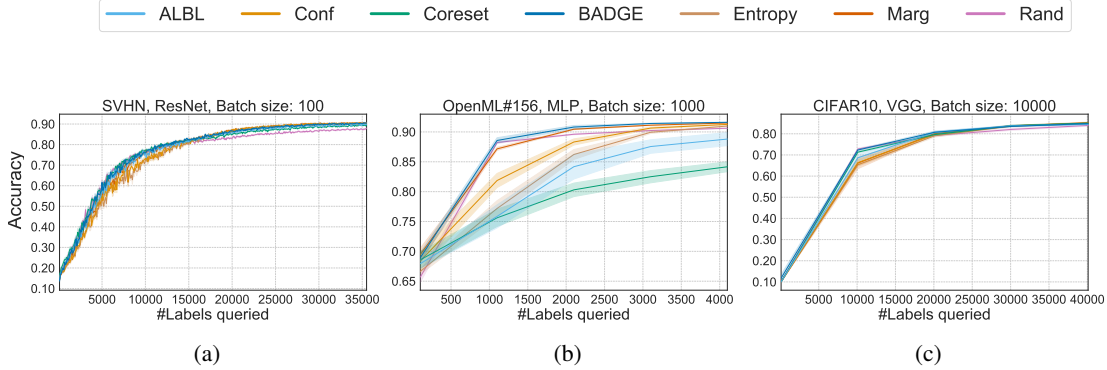 ALBL Conf Coreset BADGE Entropy Marg Rand
SVHN, ResNet, Batch size: 100
0.90
0.80
0.70
0.60
0.50
0.40
0.30
0.20
0.10
Accuracy
5000 10000 15000 20000 25000 30000 35000
#Labels queried
(a)
OpenML#156, MLP, Batch size: 1000
0.90
0.85
0.80
0.75
0.70
0.65
500 1000 1500 2000 2500 3000 3500 4000
#Labels queried
(b)
CIFAR10, VGG, Batch size: 10000
0.80
0.70
0.60
0.50
0.40
0.30
0.20
0.10
5000 10000 15000 20000 25000 30000 35000 40000
#Labels queried
(c)